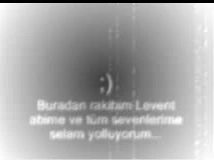 ;)
Buradan rakibim Levent
abime ve tüm sevenlerime
selam yolluyorum...